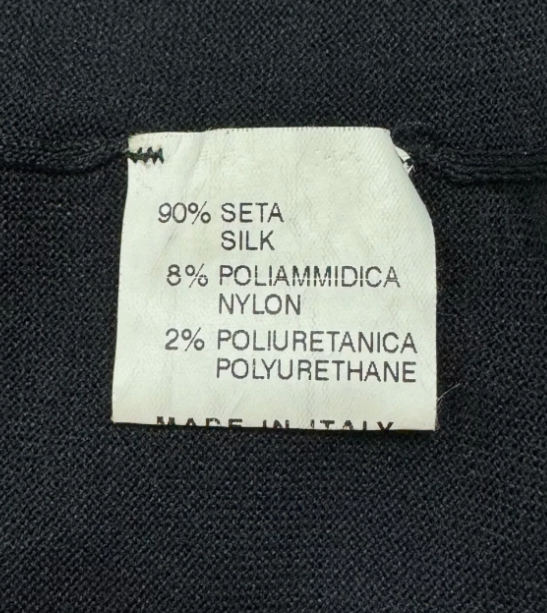 90% SETA
SILK
8% POLIAMMIDICA
NYLON
2% POLIURETANICA
POLYURETHANE
MADE IN ITALY